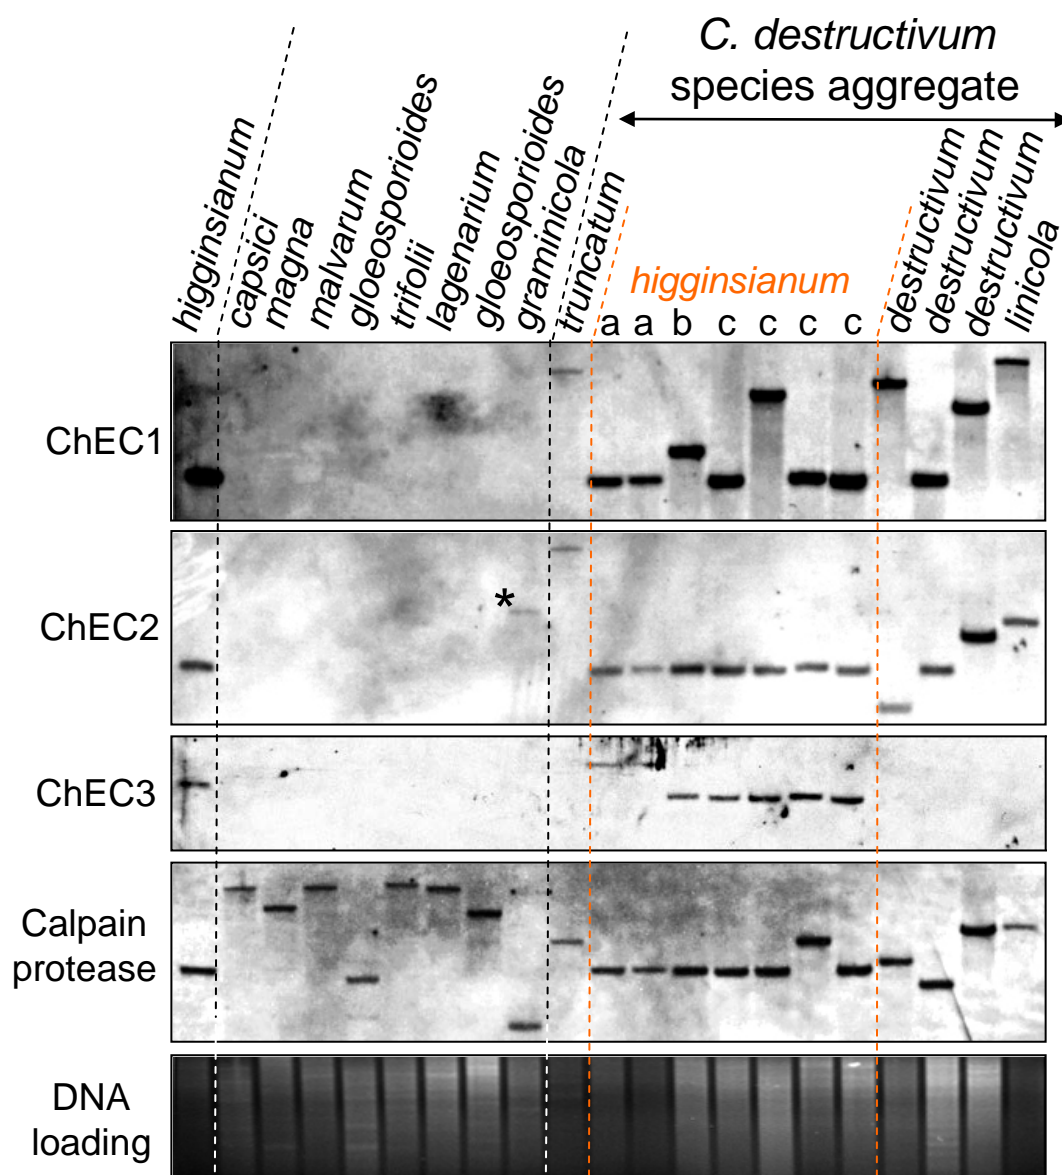 C. destructivum
species aggregate
higginsianum
capsici
magna
malvarum
gloeosporioides
trifolii
lagenarium
gloeosporioides
graminicola
truncatum
higginsianum
a a b c c c c
destructivum
destructivum
destructivum
linicola
ChEC1
ChEC2
*
ChEC3
Calpain
protease
DNA
loading